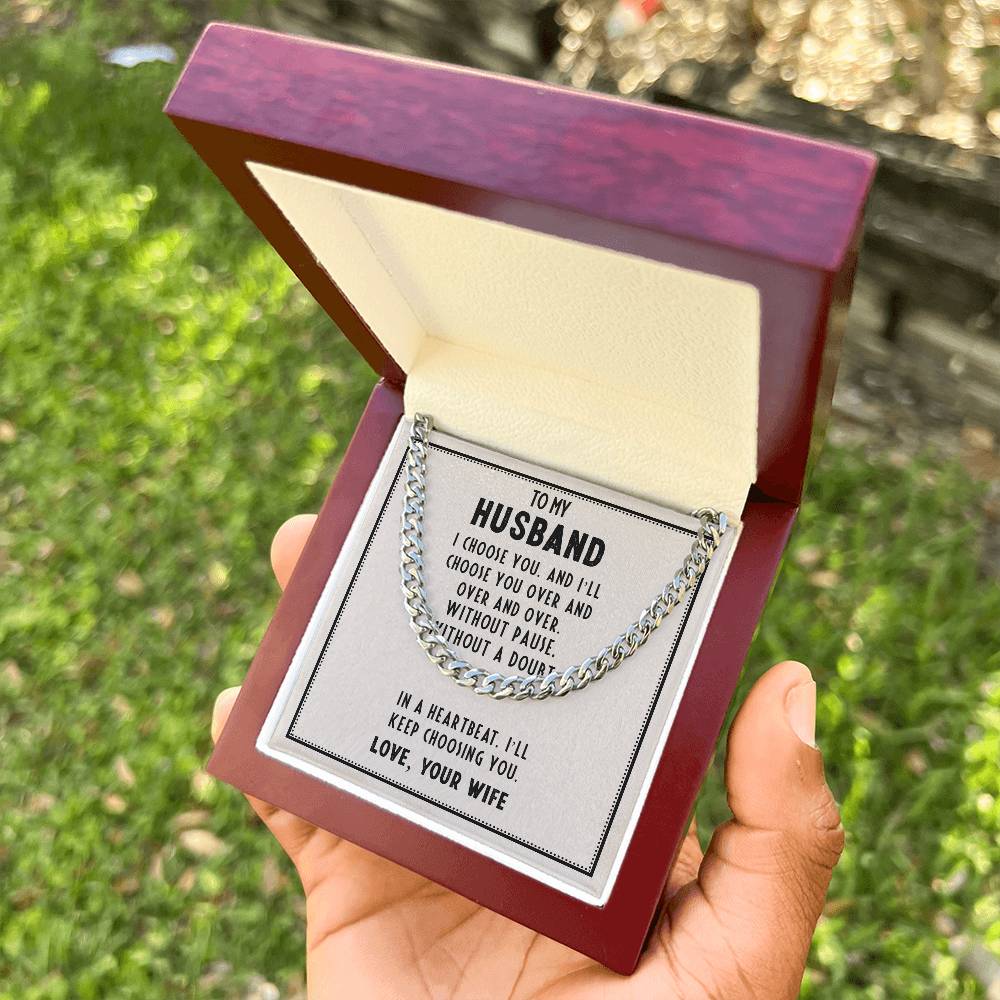 TO MY
HUSBAND
I CHOOSE YOU. AND I'LL
CHOOSE YOU OVER AND
OVER AND OVER.
WITHOUT PAUSE.
WITHOUT A DOUBT
IN A HEARTBEAT. I'LL
KEEP CHOOSING YOU.
LOVE, YOUR WIFE